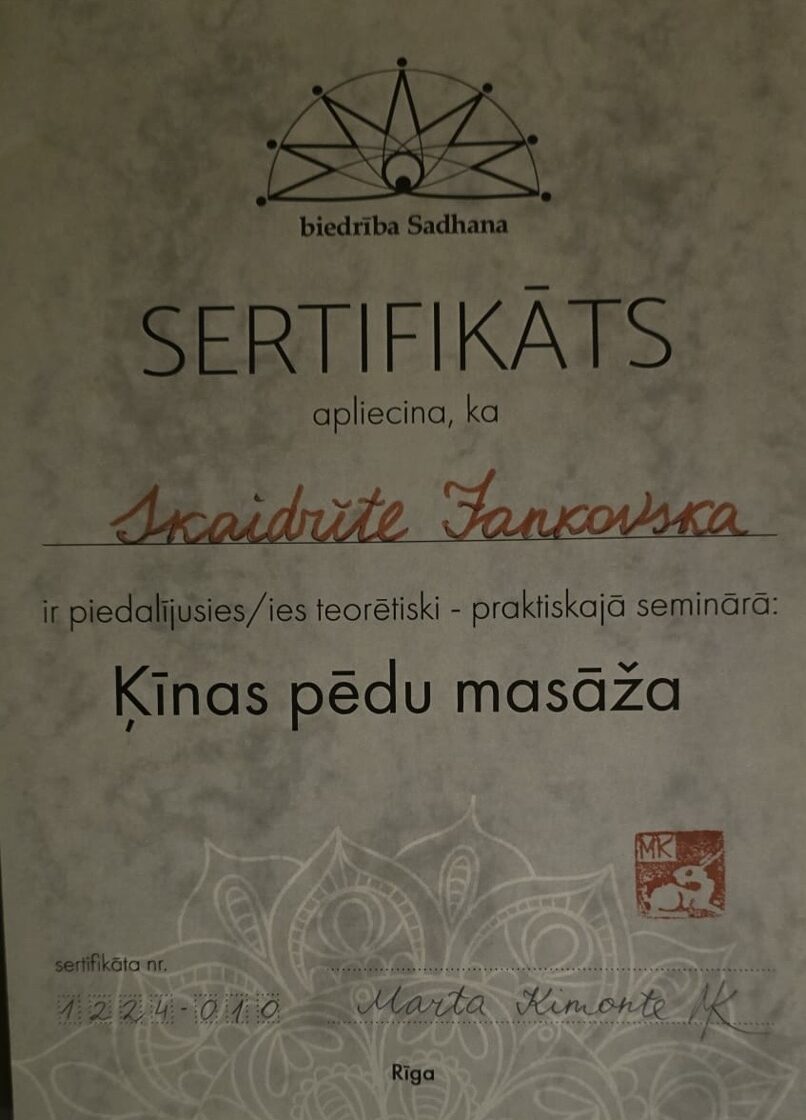 biedrība Sadhana
SERTIFIKĀTS
apliecina, ka
Skaidrīte Jankovska
ir piedalījusies/ies teorētiski - praktiskajā seminārā:
Ķīnas pēdu masāža
MK
sertifikāta nr.
1224-010 Marta Kimonte MK
Rīga